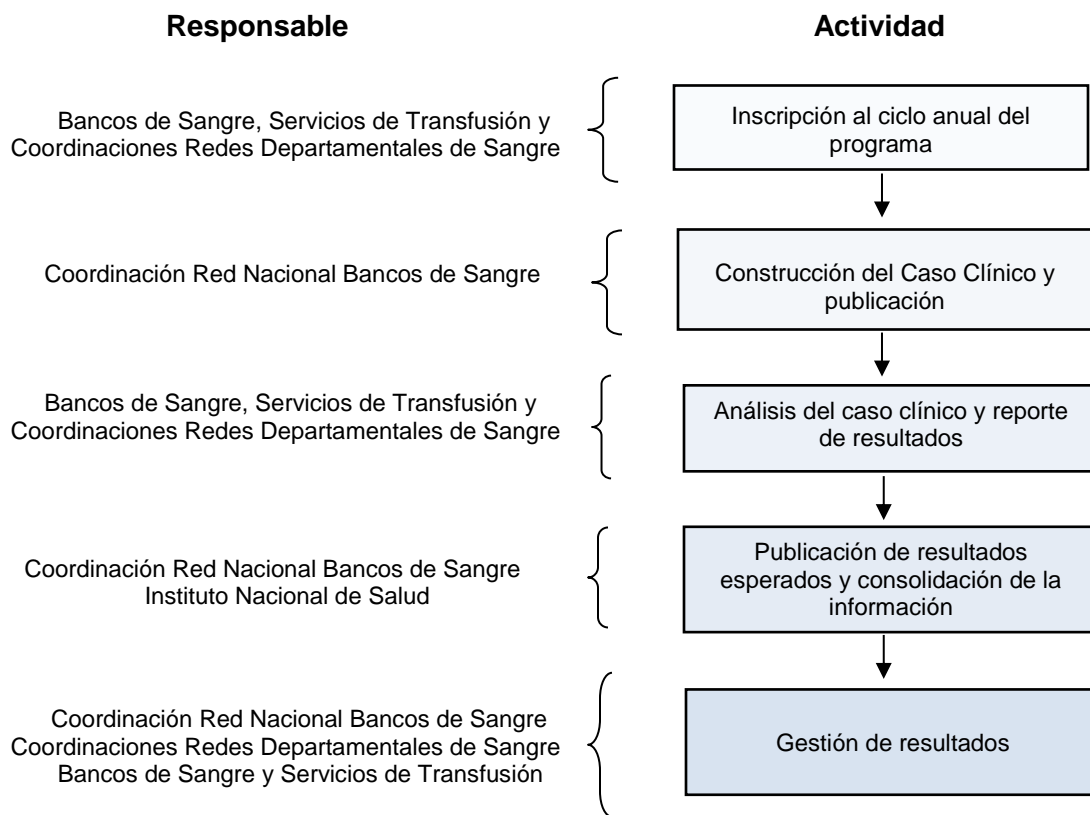 Responsable
Actividad
Bancos de Sangre, Servicios de Transfusión y
Coordinaciones Redes Departamentales de Sangre
Inscripción al ciclo anual del
programa
Coordinación Red Nacional Bancos de Sangre
Construcción del Caso Clínico y
publicación
Bancos de Sangre, Servicios de Transfusión y
Coordinaciones Redes Departamentales de Sangre
Análisis del caso clínico y reporte
de resultados
Coordinación Red Nacional Bancos de Sangre
Instituto Nacional de Salud
Publicación de resultados
esperados y consolidación de la
información
Coordinación Red Nacional Bancos de Sangre
Coordinaciones Redes Departamentales de Sangre
Bancos de Sangre y Servicios de Transfusión
Gestión de resultados